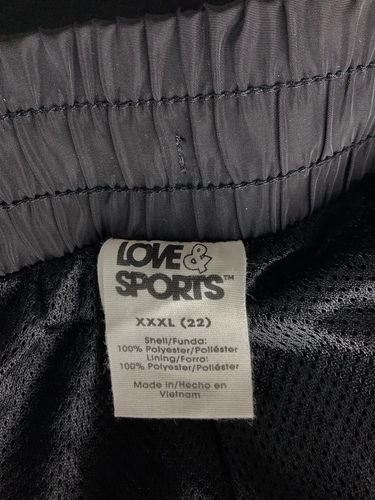 LOVE &
SPORTS™
XXXL (22)
Shell/Funda:
100% Polyester/Poliéster
Lining/Forro:
100% Polyester/Poliéster
Made in/Hecho en
Vietnam